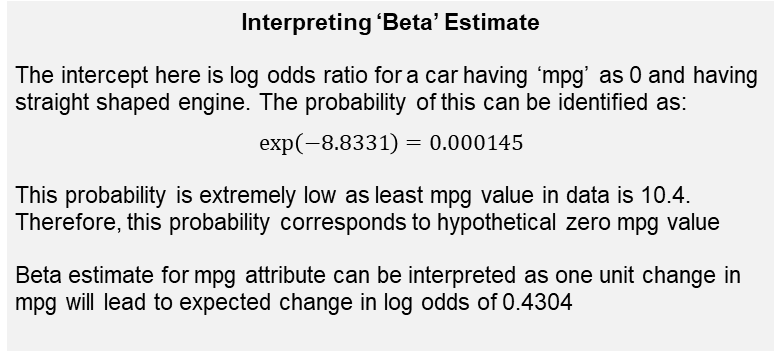 Interpreting ‘Beta’ Estimate
The intercept here is log odds ratio for a car having ‘mpg’ as 0 and having
straight shaped engine. The probability of this can be identified as:
exp(−8.8331) = 0.000145
This probability is extremely low as least mpg value in data is 10.4.
Therefore, this probability corresponds to hypothetical zero mpg value
Beta estimate for mpg attribute can be interpreted as one unit change in
mpg will lead to expected change in log odds of 0.4304